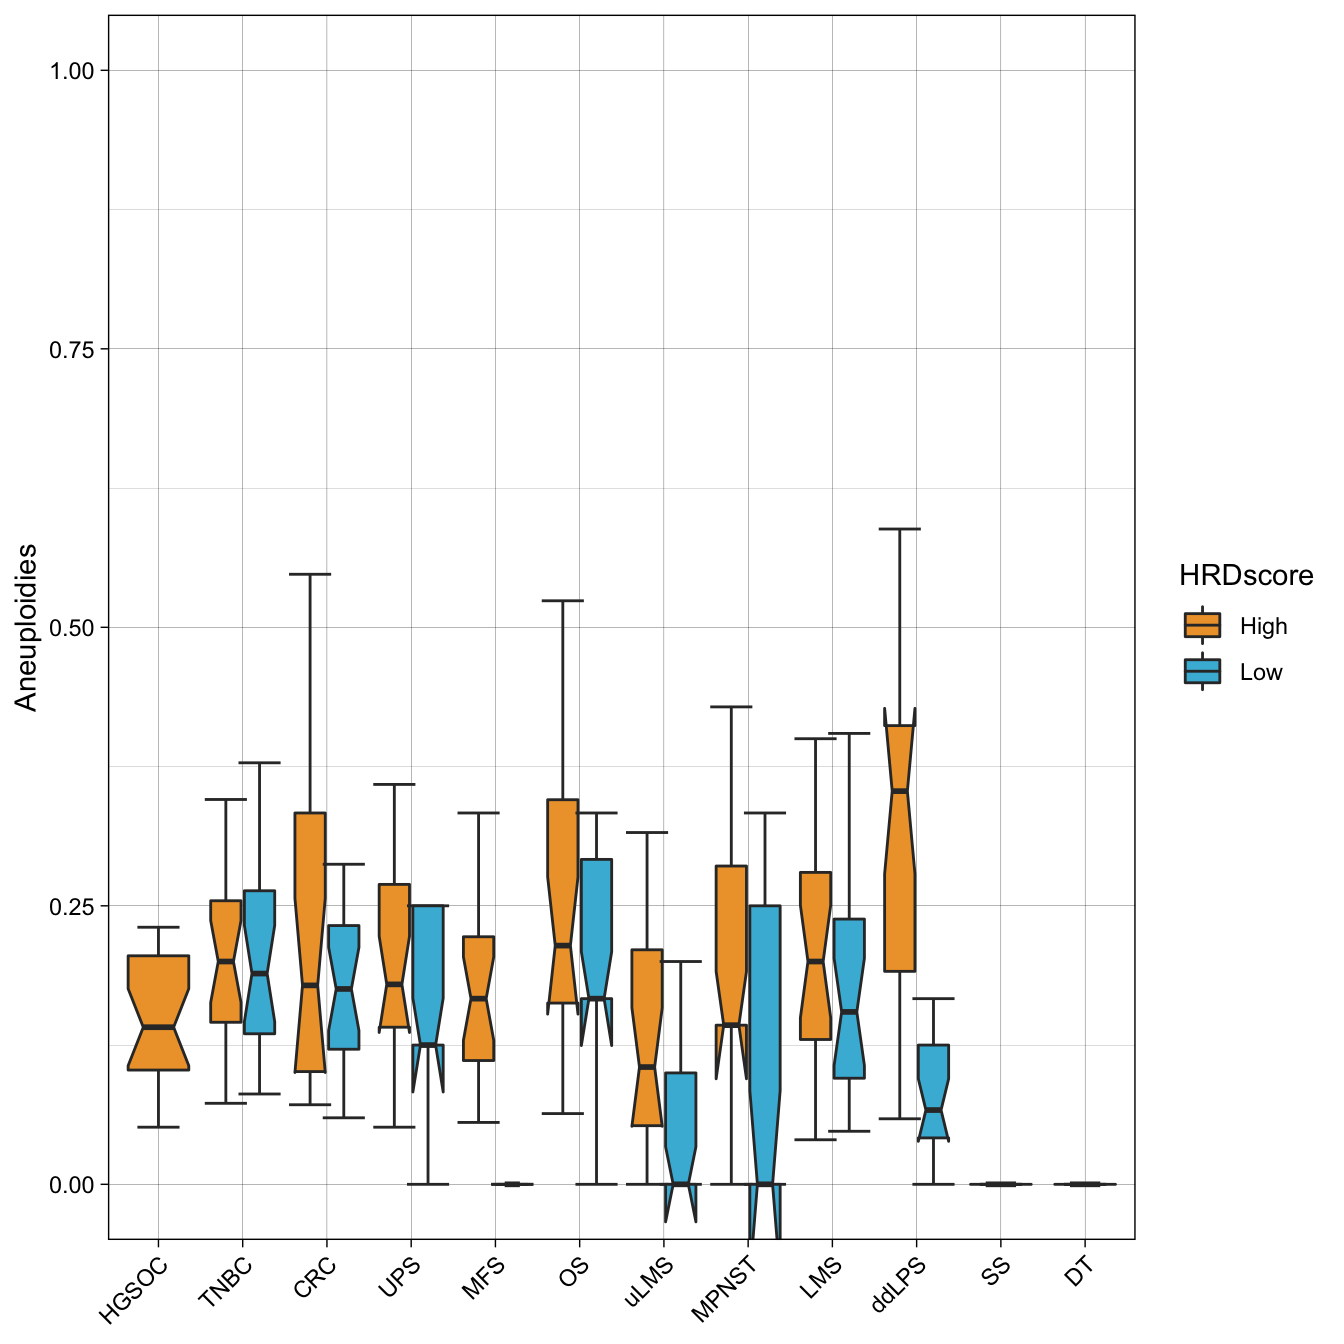 1.00
0.75
0.50
0.25
0.00
Aneuploidies
HGSOC
TNBC
CRC
UPS
MFS
OS
uLMS
MPNST
LMS
ddLPS
SS
DT
HRDscore
High
Low